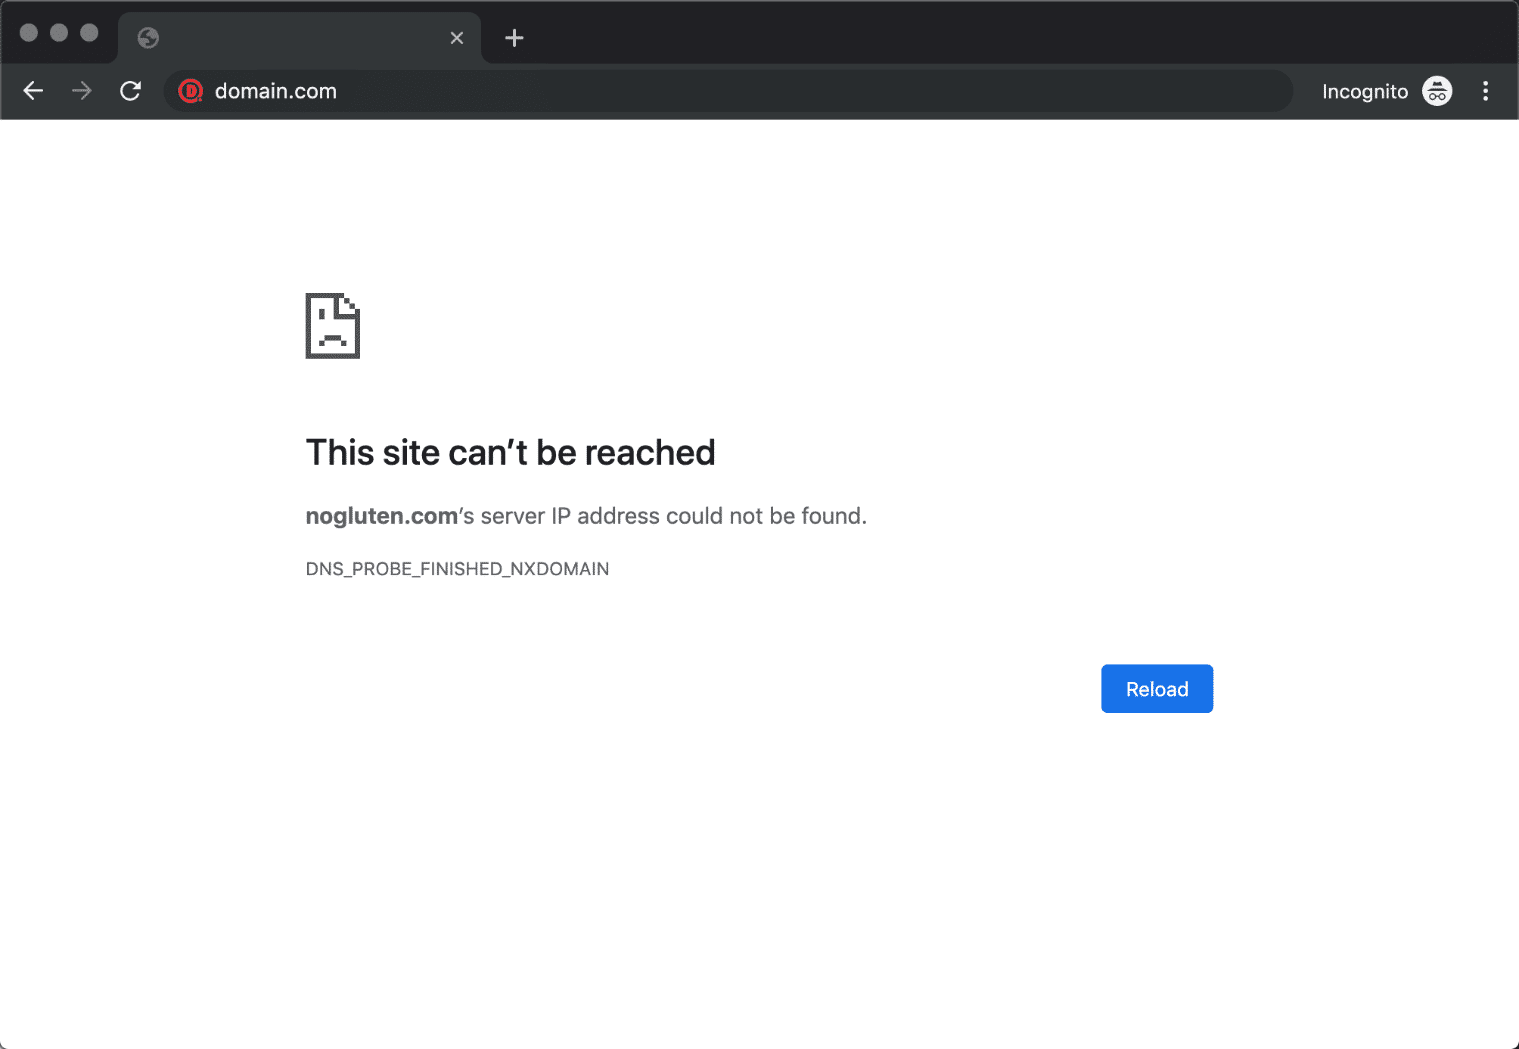 domain.com
Incognito
This site can’t be reached
nogluten.com’s server IP address could not be found.
DNS_PROBE_FINISHED_NXDOMAIN
Reload